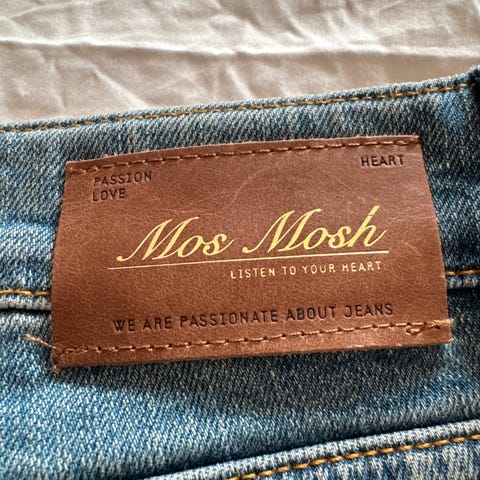 PASSION
LOVE
HEART
Mos Mosh
LISTEN TO YOUR HEART
WE ARE PASSIONATE ABOUT JEANS